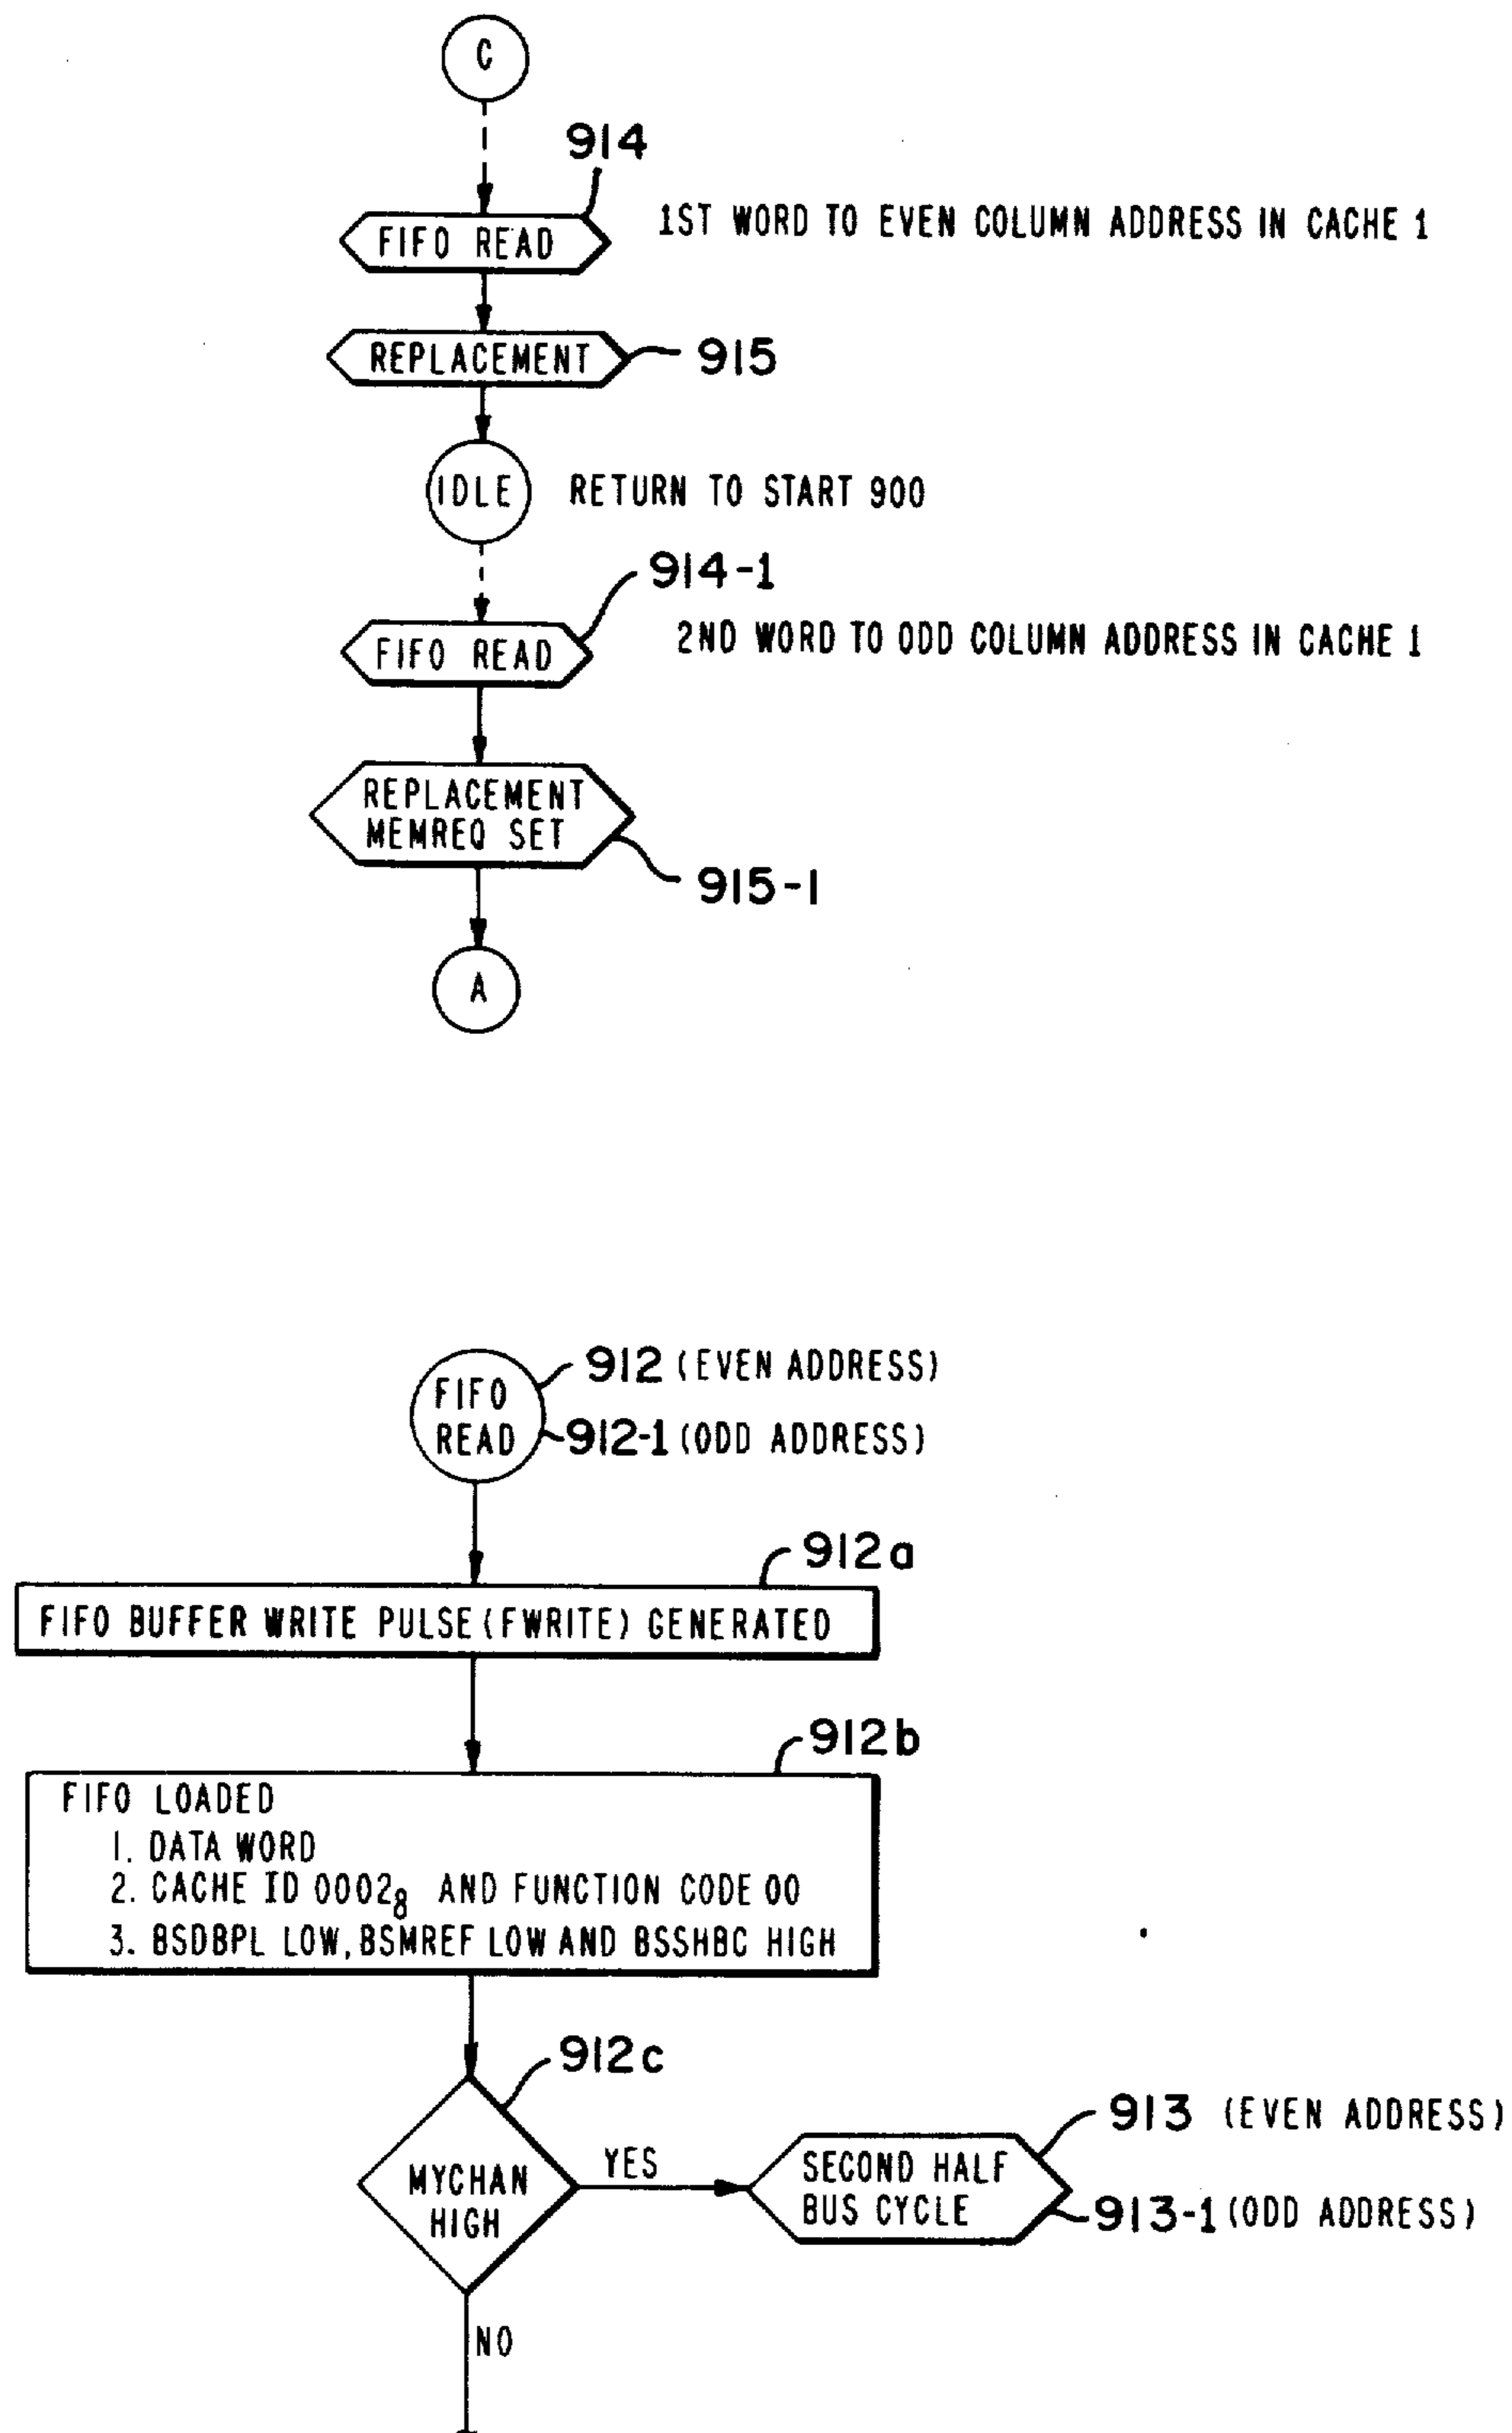 C
914
FIFO READ
1ST WORD TO EVEN COLUMN ADDRESS IN CACHE 1
REPLACEMENT
915
IDLE
RETURN TO START 900
914-1
FIFO READ
2ND WORD TO ODD COLUMN ADDRESS IN CACHE 1
REPLACEMENT
MEMREQ SET
915-1
A
FIFO
READ
912 (EVEN ADDRESS)
912-1 (ODD ADDRESS)
912a
FIFO BUFFER WRITE PULSE (FWRITE) GENERATED
912b
FIFO LOADED
1. DATA WORD
2. CACHE ID 0002₈ AND FUNCTION CODE 00
3. BSDBPL LOW, BSMREF LOW AND BSSHBC HIGH
912c
MYCHAN
HIGH
YES
SECOND HALF
BUS CYCLE
913 (EVEN ADDRESS)
913-1 (ODD ADDRESS)
NO